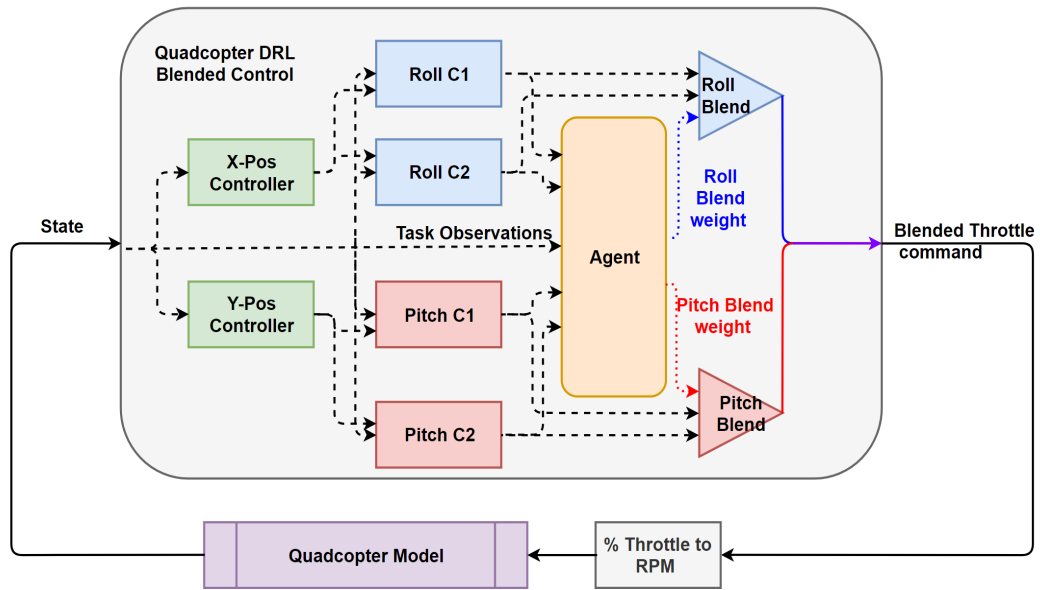 Quadcopter DRL
Blended Control
Roll C1
Roll
Blend
X-Pos
Controller
Roll C2
Roll
Blend
weight
State
Task Observations
Agent
Blended Throttle
command
Y-Pos
Controller
Pitch C1
Pitch Blend
weight
Pitch C2
Pitch
Blend
Quadcopter Model
% Throttle to
RPM